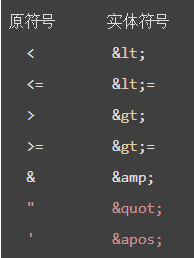 原符号 实体符号
< &lt;
<= &lt;=
> &gt;
>= &gt;=
& &amp;
" &quot;
' &apos;